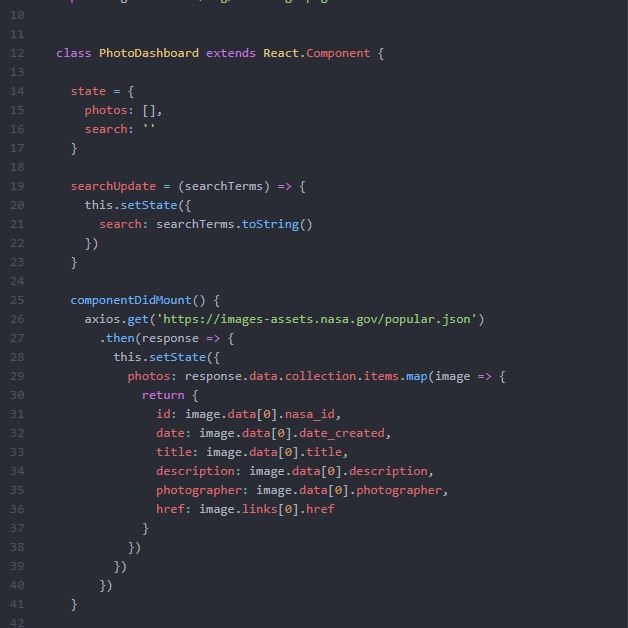 10
11
12 class PhotoDashboard extends React.Component {
13
14 state = {
15 photos: [],
16 search: ''
17 }
18
19 searchUpdate = (searchTerms) => {
20 this.setState({
21 search: searchTerms.toString()
22 })
23 }
24
25 componentDidMount() {
26 axios.get('https://images-assets.nasa.gov/popular.json')
27 .then(response => {
28 this.setState({
29 photos: response.data.collection.items.map(image => {
30 return {
31 id: image.data[0].nasa_id,
32 date: image.data[0].date_created,
33 title: image.data[0].title,
34 description: image.data[0].description,
35 photographer: image.data[0].photographer,
36 href: image.links[0].href
37 }
38 })
39 })
40 })
41 }
42